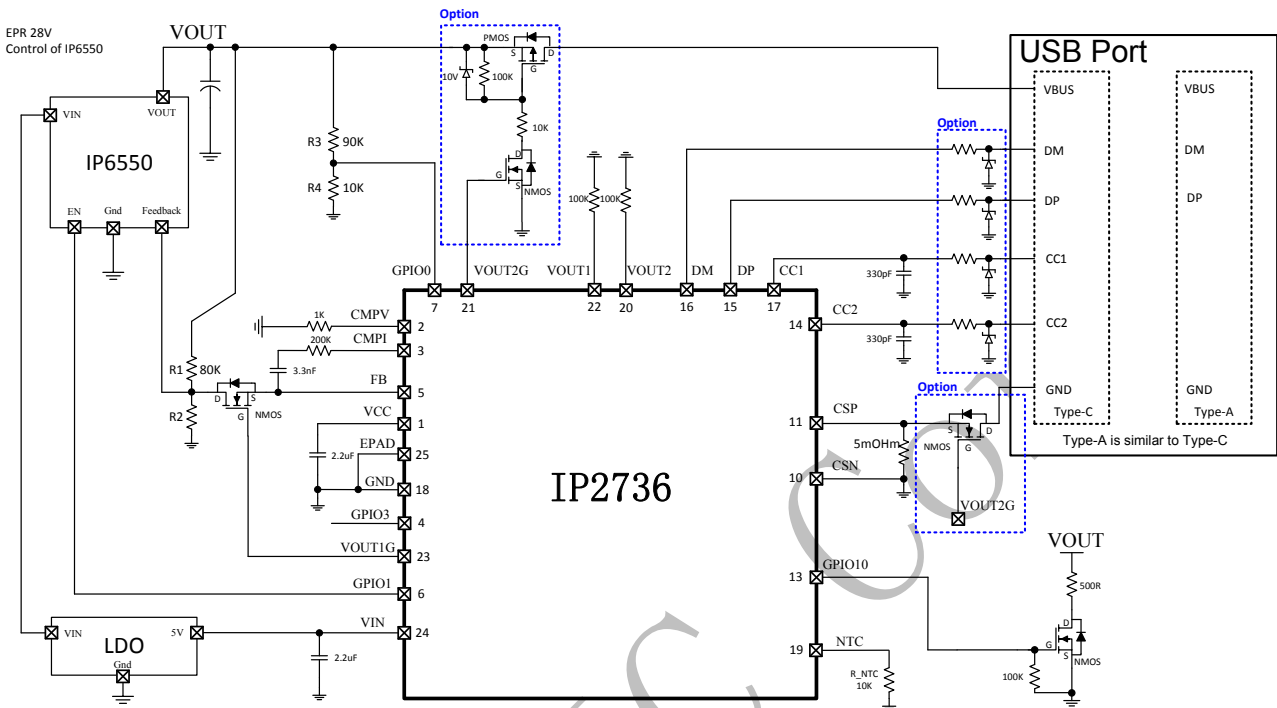 EPR 28V
Control of IP6550
VOUT
Option
PMOS
S
D
G
10V
100K
10K
D
G
S
NMOS
USB Port
VBUS
VBUS
DM
DM
DP
DP
CC1
CC2
GND
GND
Type-C
Type-A
Type-A is similar to Type-C
Option
330pF
330pF
VIN
VOUT
IP6550
EN
Gnd
Feedback
R3
90K
R4
10K
100K
100K
GPIO0
VOUT2G
VOUT1
VOUT2
DM
DP
CC1
7
21
22
20
16
15
17
1K
CMPV
2
200K
CMPI
3
3.3nF
R1
80K
R2
D
S
G
NMOS
FB
5
VCC
1
2.2uF
EPAD
25
GND
18
GPIO3
4
VOUT1G
23
GPIO1
6
VIN
24
2.2uF
VIN
5V
LDO
Gnd
IP2736
CC2
14
CSP
11
5mOHm
CSN
10
Option
S
D
G
NMOS
VOUT2G
GPIO10
13
VOUT
500R
D
G
S
NMOS
100K
NTC
19
R_NTC
10K
C
C
CO